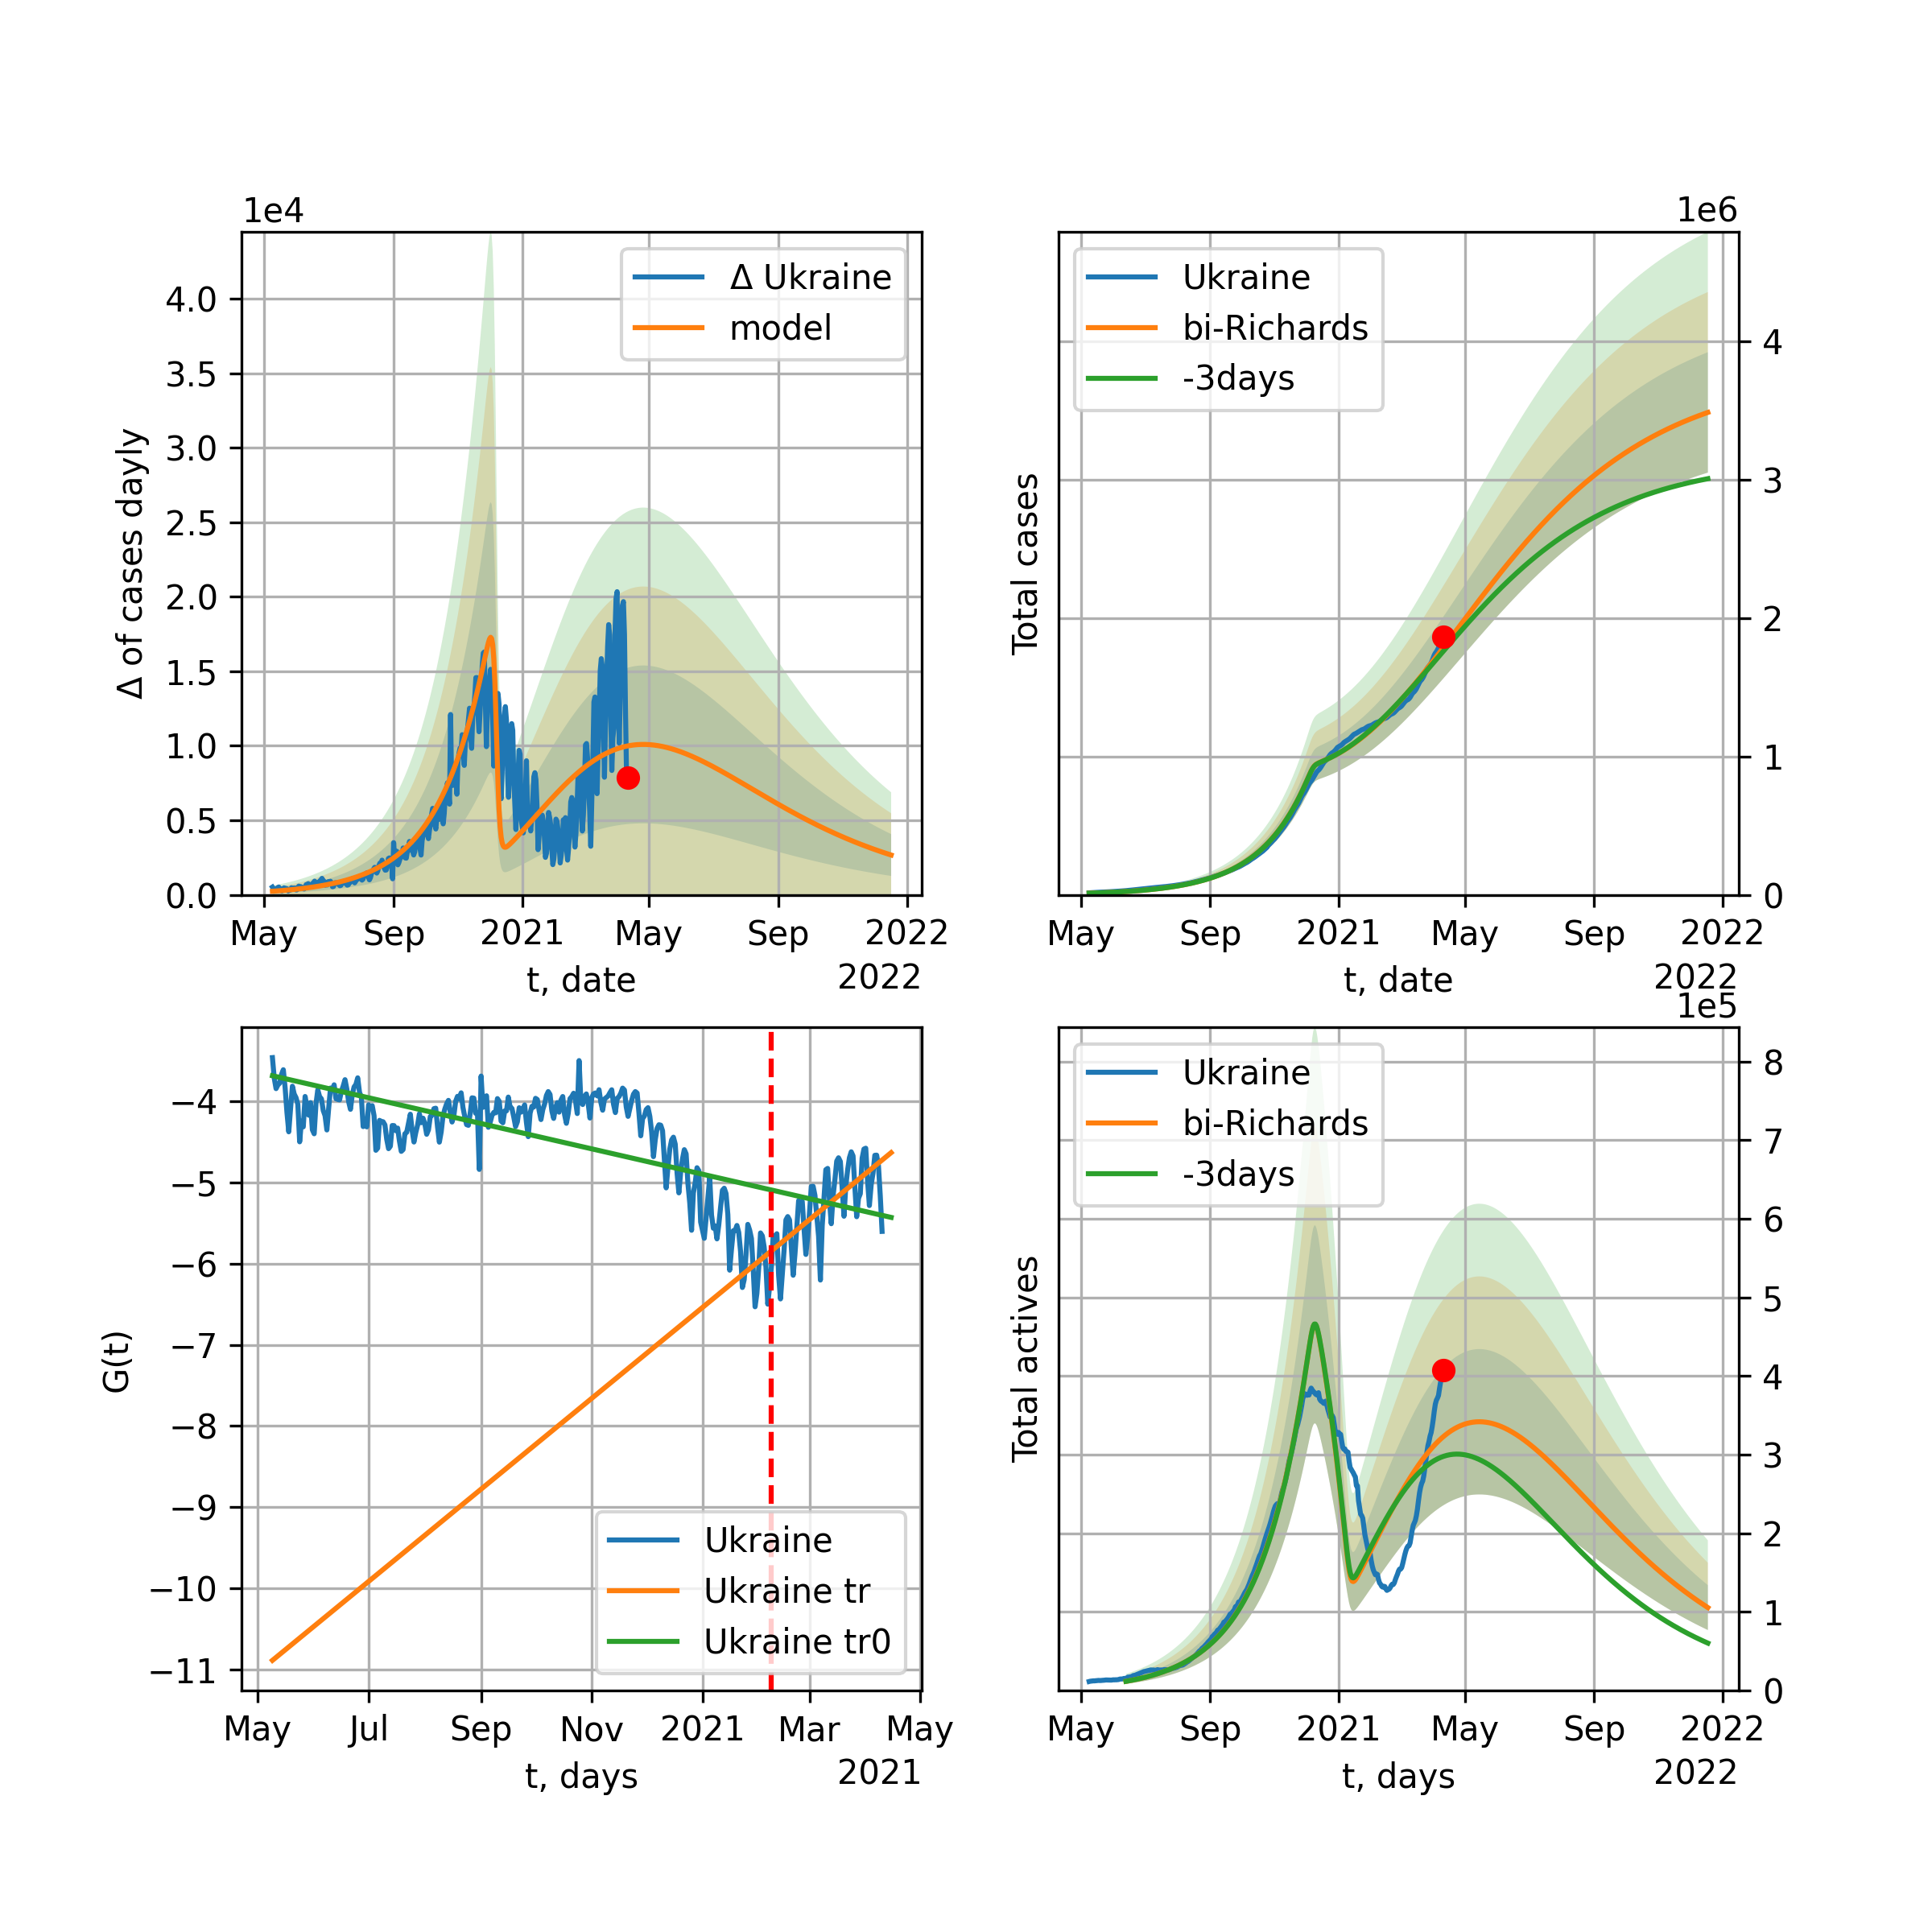 1e4
Δ of cases dayly
4.0
3.5
3.0
2.5
2.0
1.5
1.0
0.5
0.0
Δ Ukraine
model
May Sep 2021 May Sep 2022
t, date
2022
1e6
Total cases
Ukraine
bi-Richards
-3days
4
3
2
1
0
May Sep 2021 May Sep 2022
t, date
2022
G(t)
−4
−5
−6
−7
−8
−9
−10
−11
Ukraine
Ukraine tr
Ukraine tr0
May Jul Sep Nov 2021 Mar May
t, days
2021
1e5
Total actives
Ukraine
bi-Richards
-3days
8
7
6
5
4
3
2
1
0
May Sep 2021 May Sep 2022
t, days
2022